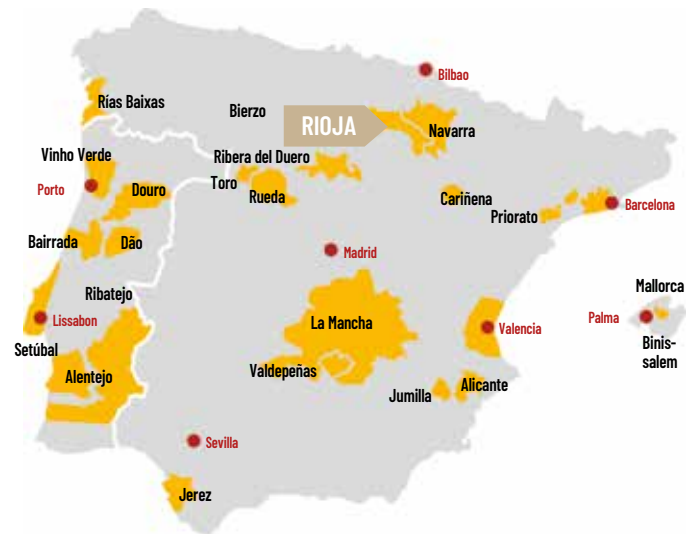 Bilbao
Rías Baixas
Bierzo
RIOJA
Navarra
Vinho Verde
Ribera del Duero
Toro
Porto
Douro
Rueda
Cariñena
Priorato
Barcelona
Bairrada
Dão
Madrid
Ribatejo
Mallorca
Lissabon
La Mancha
Valencia
Palma
Setúbal
Binis-
salem
Alentejo
Valdepeñas
Jumilla
Alicante
Sevilla
Jerez